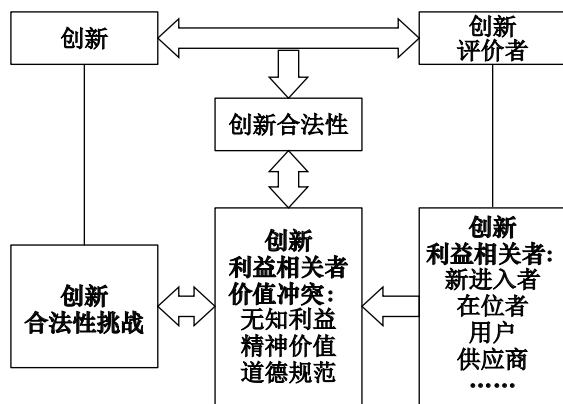 创新
创新
评价者
创新合法性
创新
合法性挑战
创新
利益相关者
价值冲突:
无知利益
精神价值
道德规范
创新
利益相关者:
新进入者
在位者
用户
供应商
……